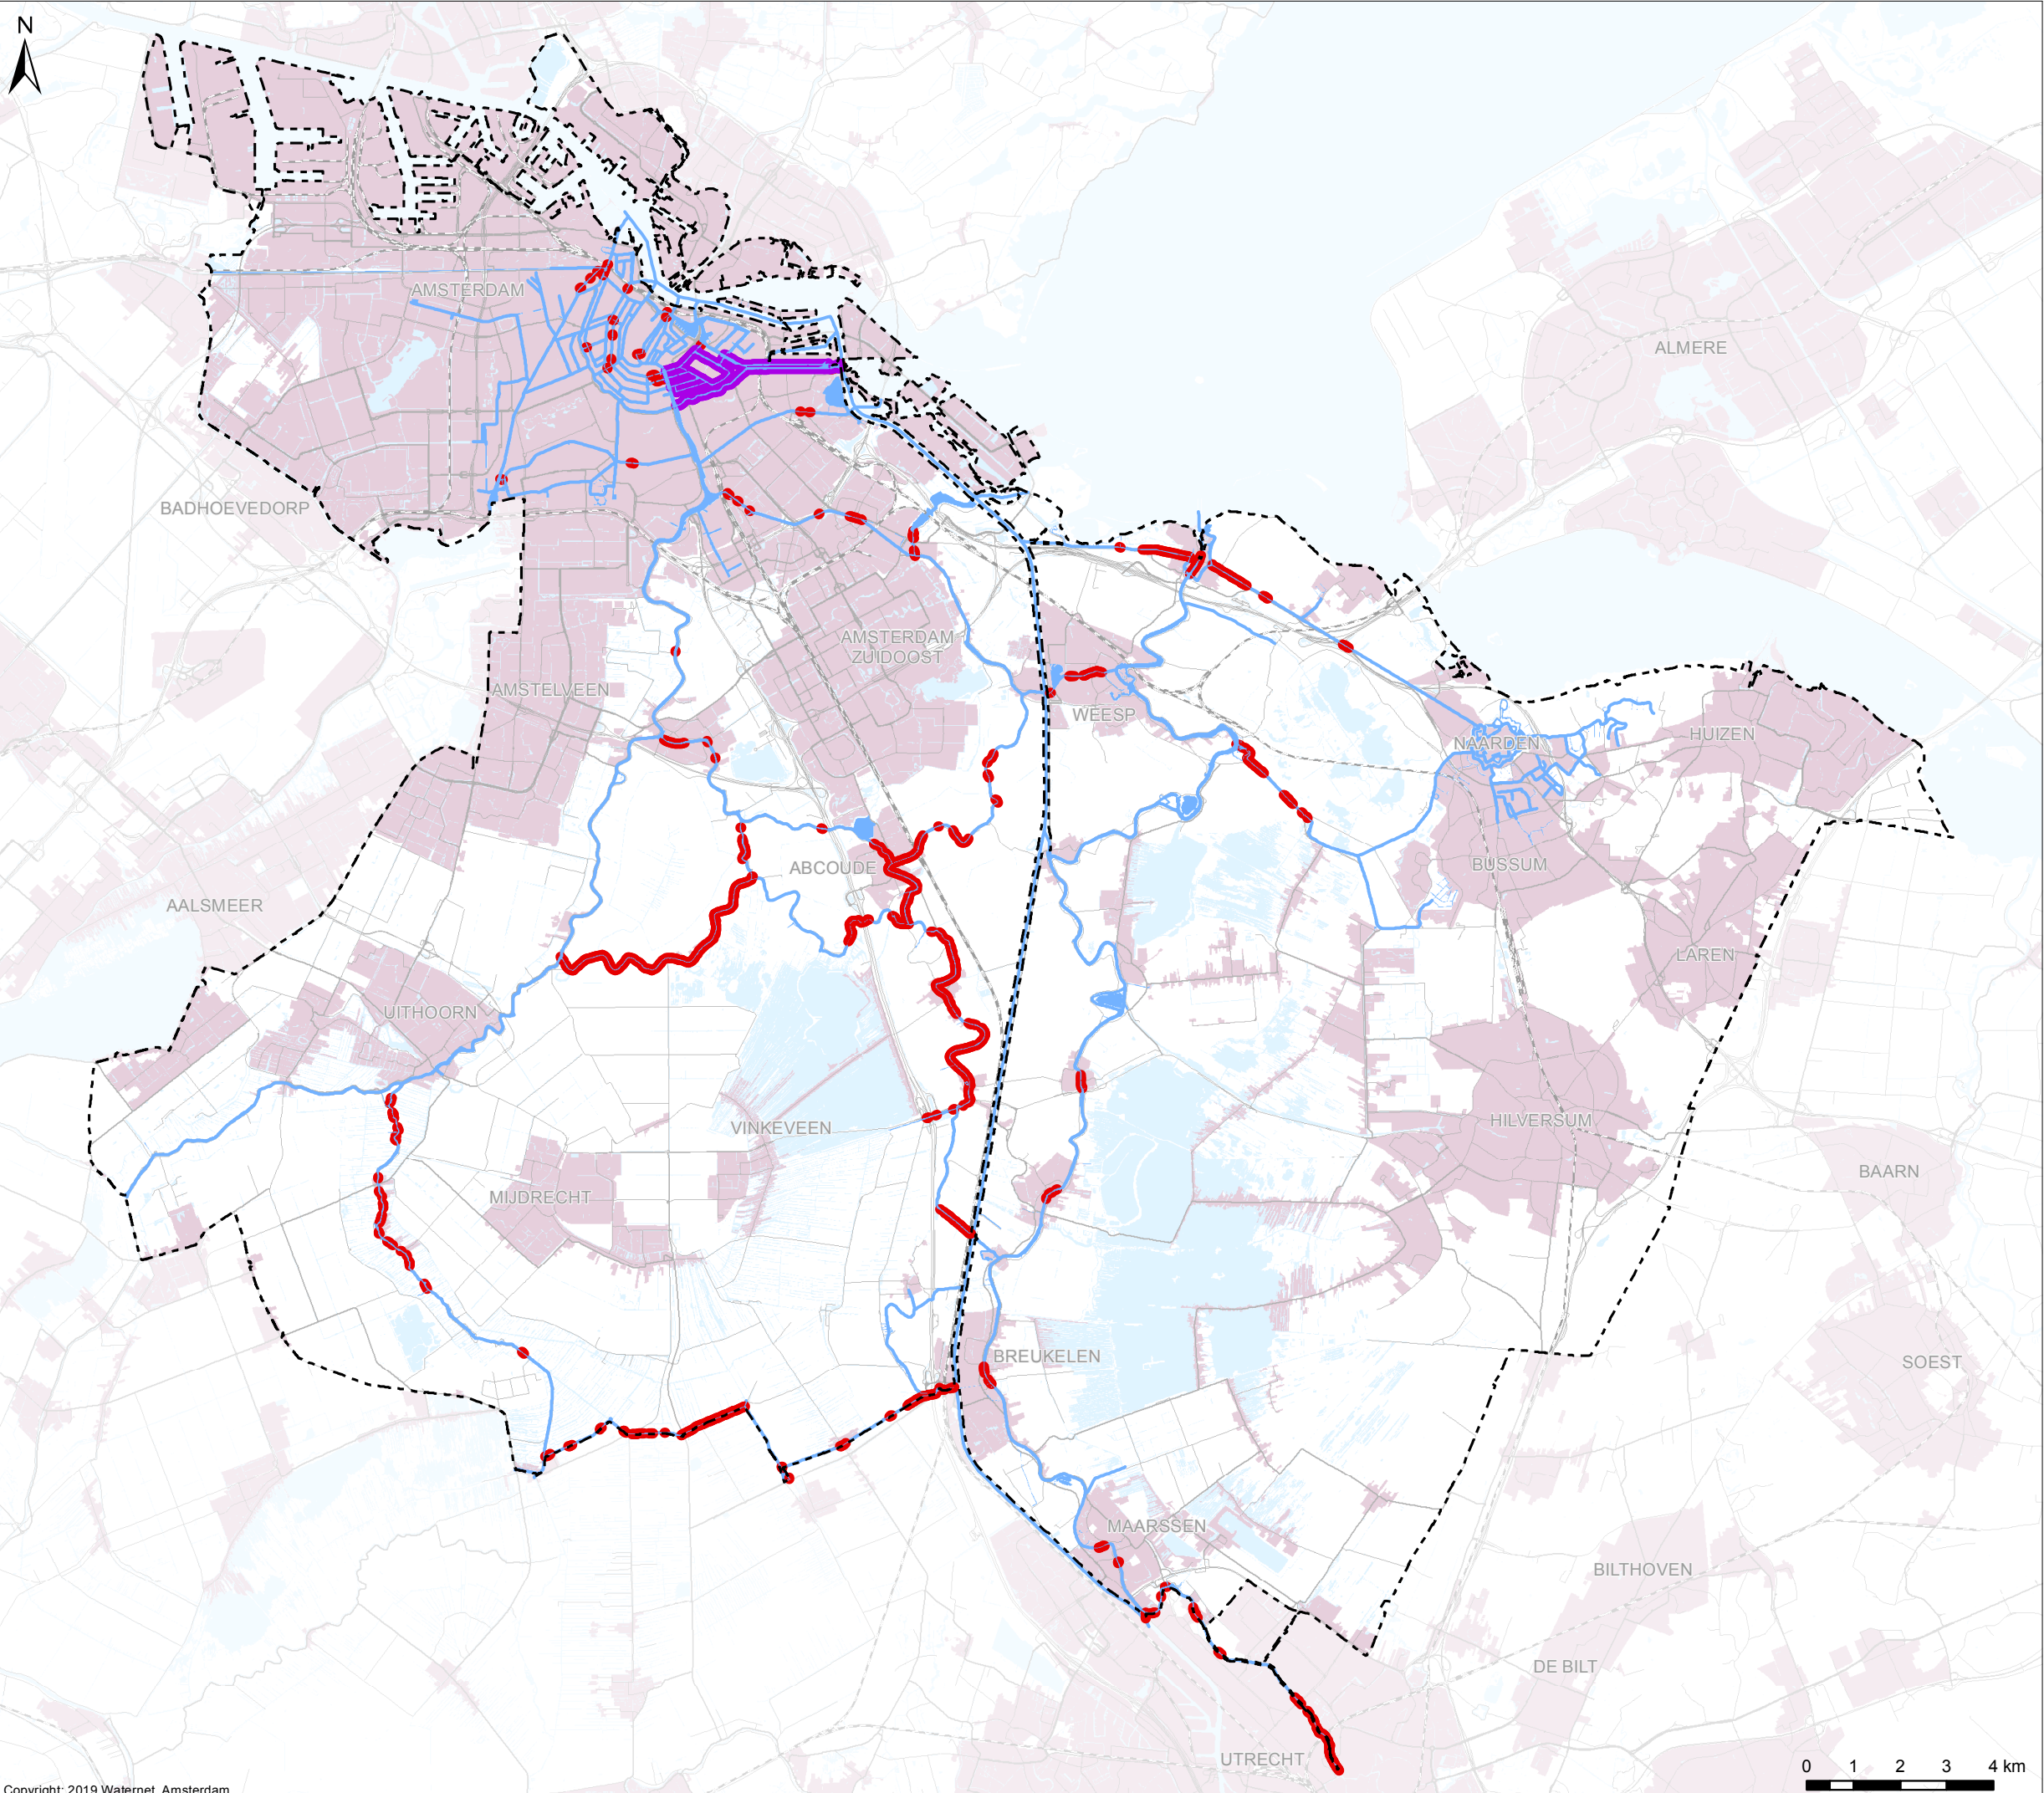 N
AMSTERDAM
ALMERE
BADHOEVEDORP
AMSTERDAM
ZUIDOOST
AMSTELVEEN
WEESP
NAARDEN
HUIZEN
ABCOUDE
BUSSUM
AALSMEER
LAREN
UITHOORN
VINKEVEEN
HILVERSUM
BAARN
MIJDRECHT
BREUKELEN
SOEST
MAARSSEN
BILTHOVEN
DE BILT
UTRECHT
0 1 2 3 4 km
Copyright: 2019 Waternet, Amsterdam